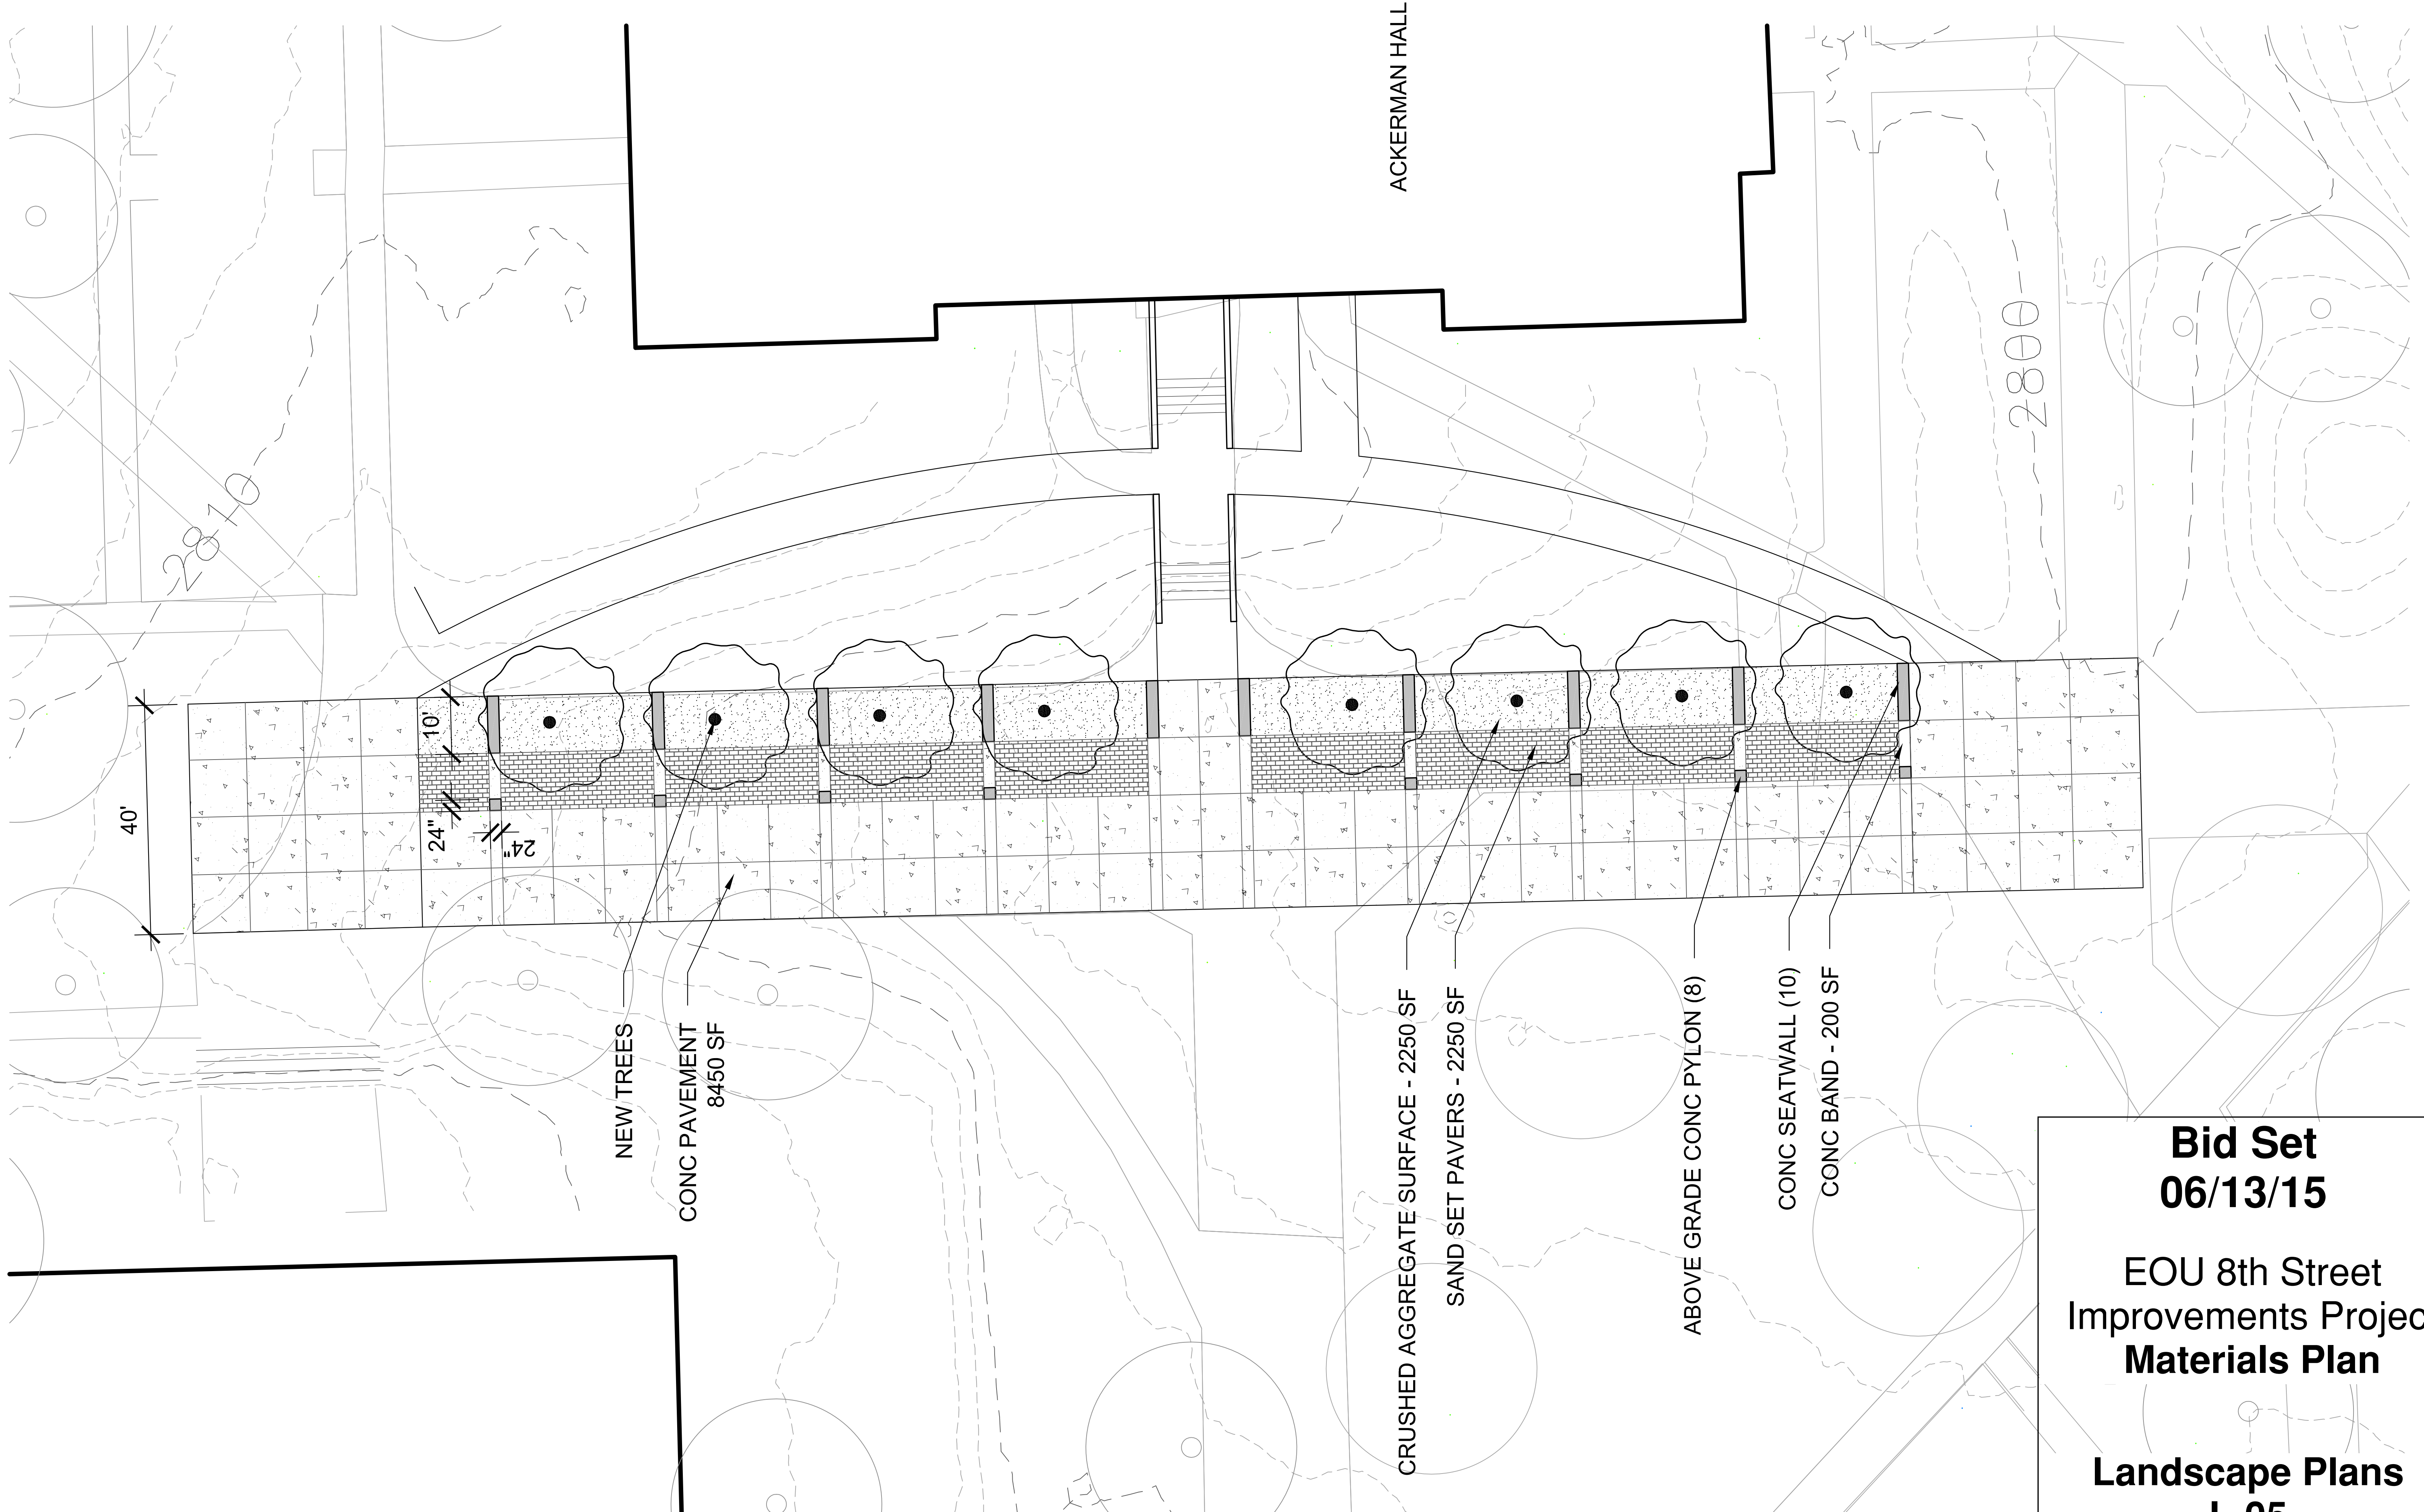 ACKERMAN HALL
2810
2800
40'
10'
24"
24"
NEW TREES
CONC PAVEMENT
8450 SF
CRUSHED AGGREGATE SURFACE - 2250 SF
SAND SET PAVERS - 2250 SF
ABOVE GRADE CONC PYLON (8)
CONC SEATWALL (10)
CONC BAND - 200 SF
Bid Set
06/13/15
EOU 8th Street
Improvements Projec
Materials Plan
Landscape Plans